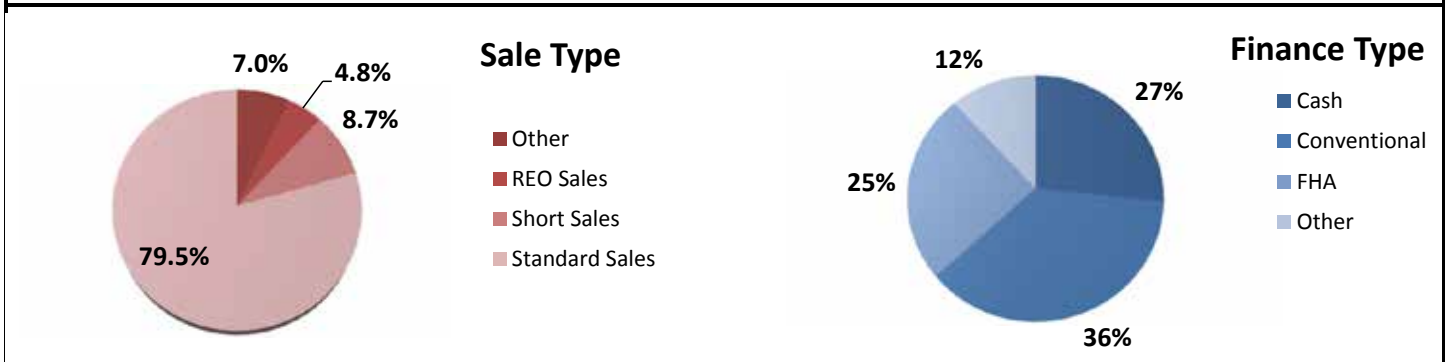 Sale Type
7.0%
4.8%
8.7%
79.5%
Other
REO Sales
Short Sales
Standard Sales
Finance Type
12%
27%
25%
36%
Cash
Conventional
FHA
Other